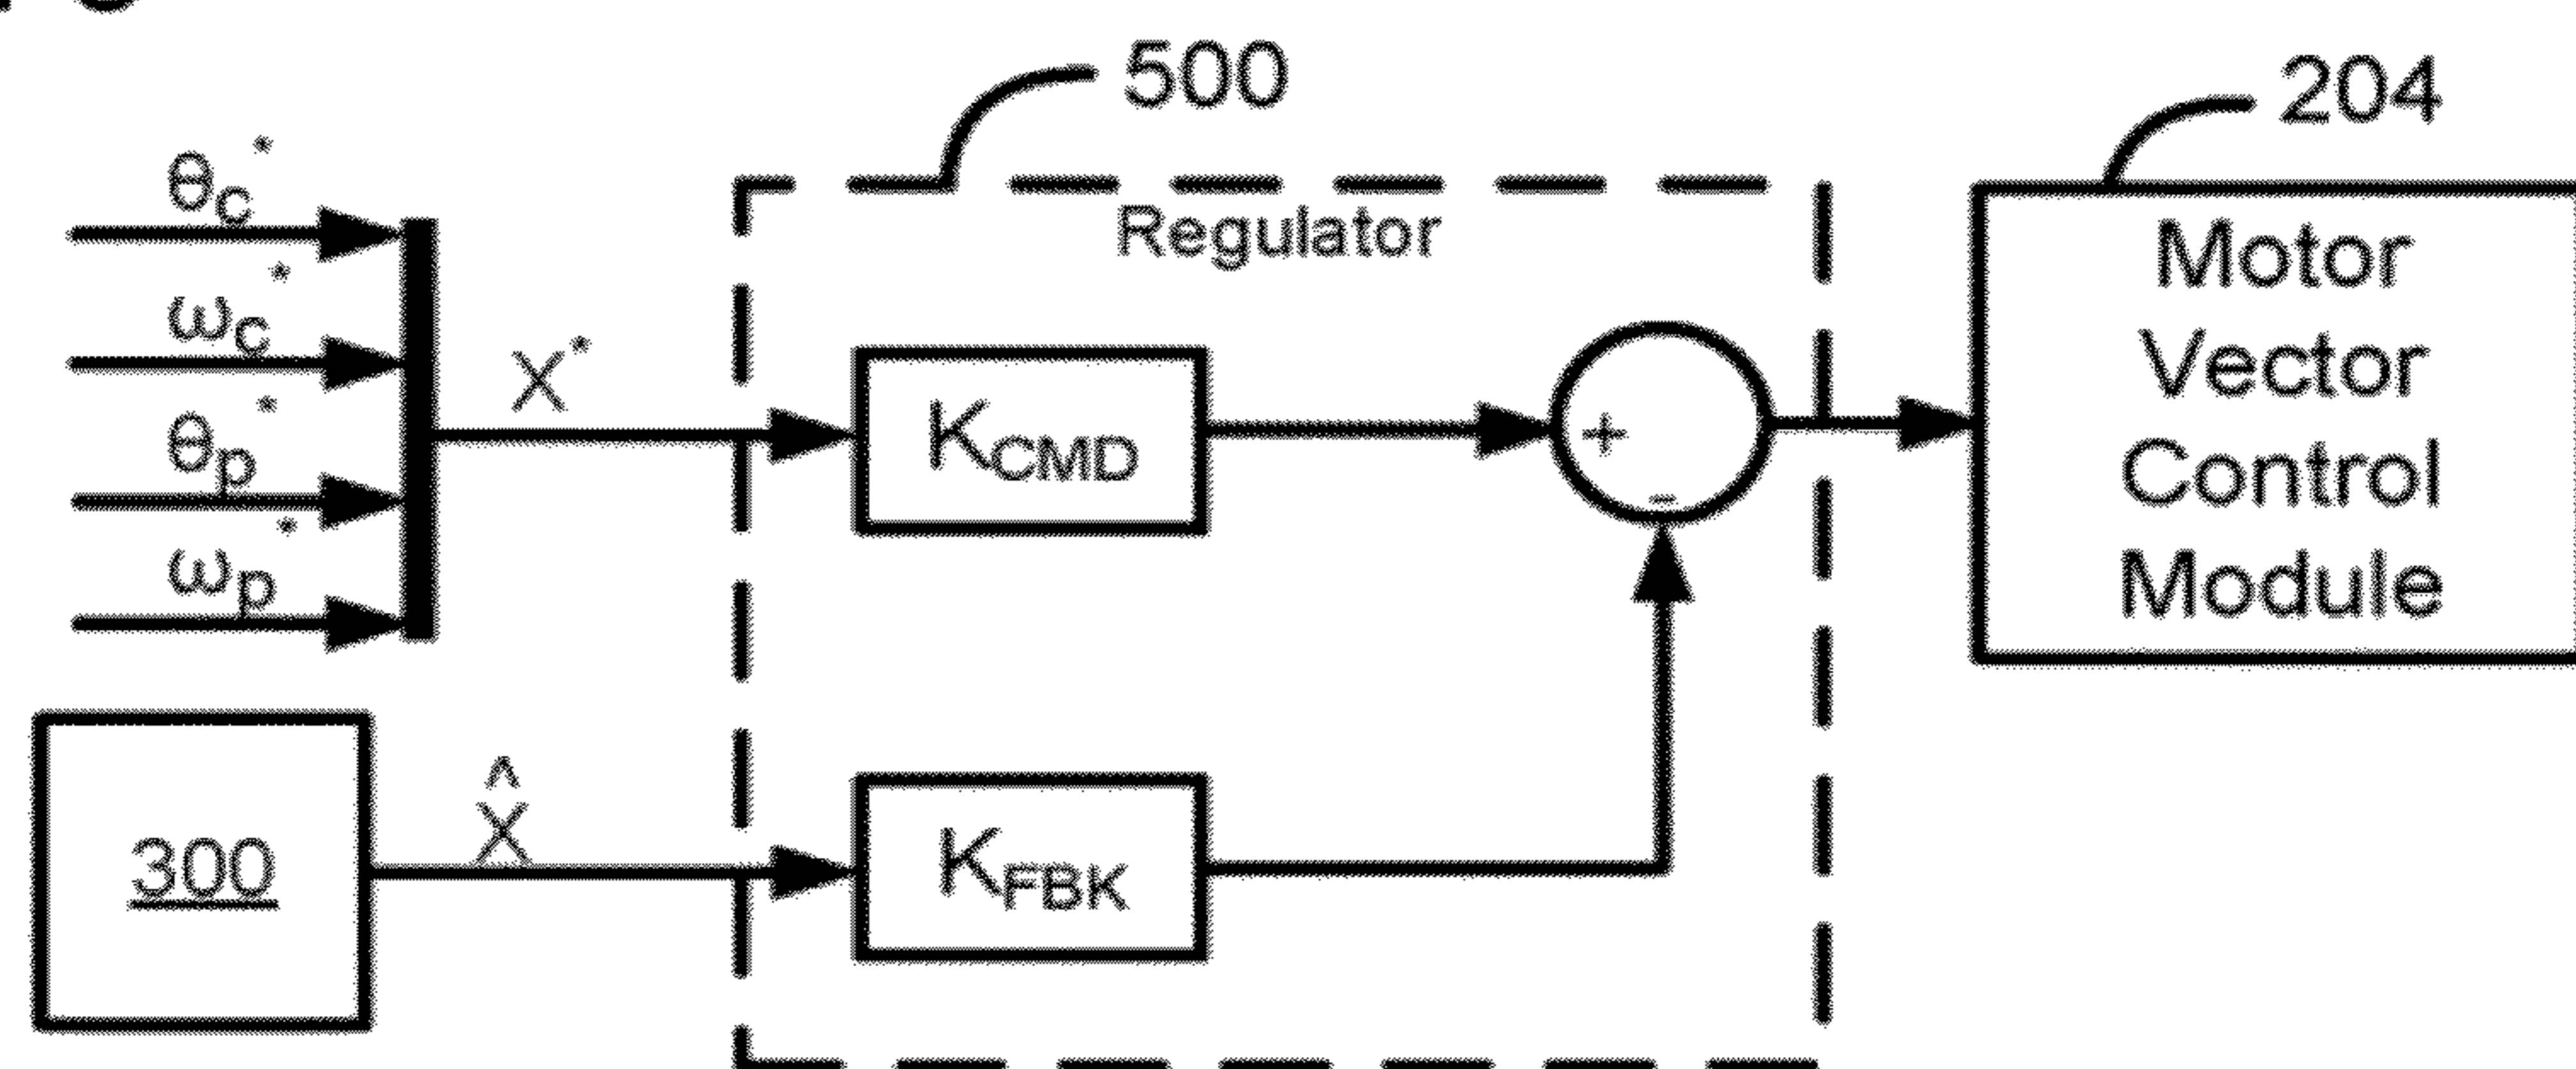 500
204
θc*
ωc*
θp*
ωp*
X*
Regulator
KCMD
+
-
Motor
Vector
Control
Module
300
X̂
KFBK